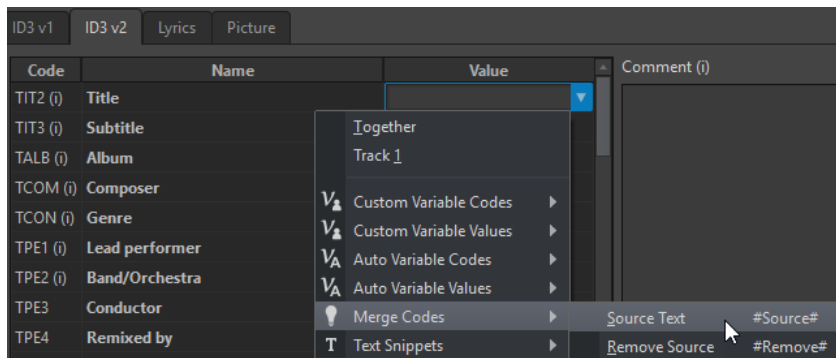 ID3 v1 ID3 v2 Lyrics Picture
Code Name Value Comment (i)
TIT2 (i) Title
TIT3 (i) Subtitle
Together
TALB (i) Album
Track 1
TCOM (i) Composer
Custom Variable Codes
TCON (i) Genre
Custom Variable Values
TPE1 (i) Lead performer
Auto Variable Codes
TPE2 (i) Band/Orchestra
Auto Variable Values
TPE3 Conductor
Merge Codes Source Text #Source#
TPE4 Remixed by
Text Snippets Remove Source #Remove#